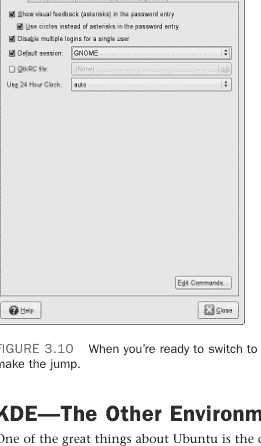 Show visual feedback (asterisks) in the password entry
Use circles instead of asterisks in the password entry
Disable multiple logins for a single user
Default session: GNOME
GtkRC file: (None)
Use 24 Hour Clock: auto
Edit Commands...
Help Close
FIGURE 3.10 When you're ready to switch to
make the jump.
KDE—The Other Environm
One of the great things about Ubuntu is the c